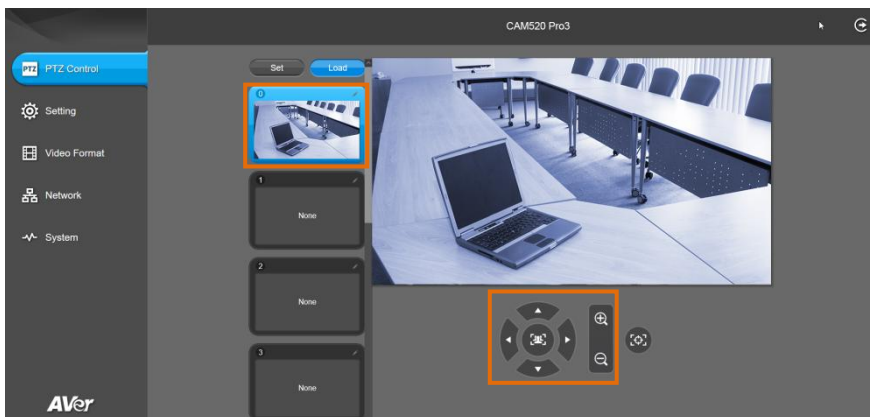 CAM520 Pro3
PTZ PTZ Control
Setting
Video Format
Network
System
AVer
Set Load
0
1
None
2
None
3
None